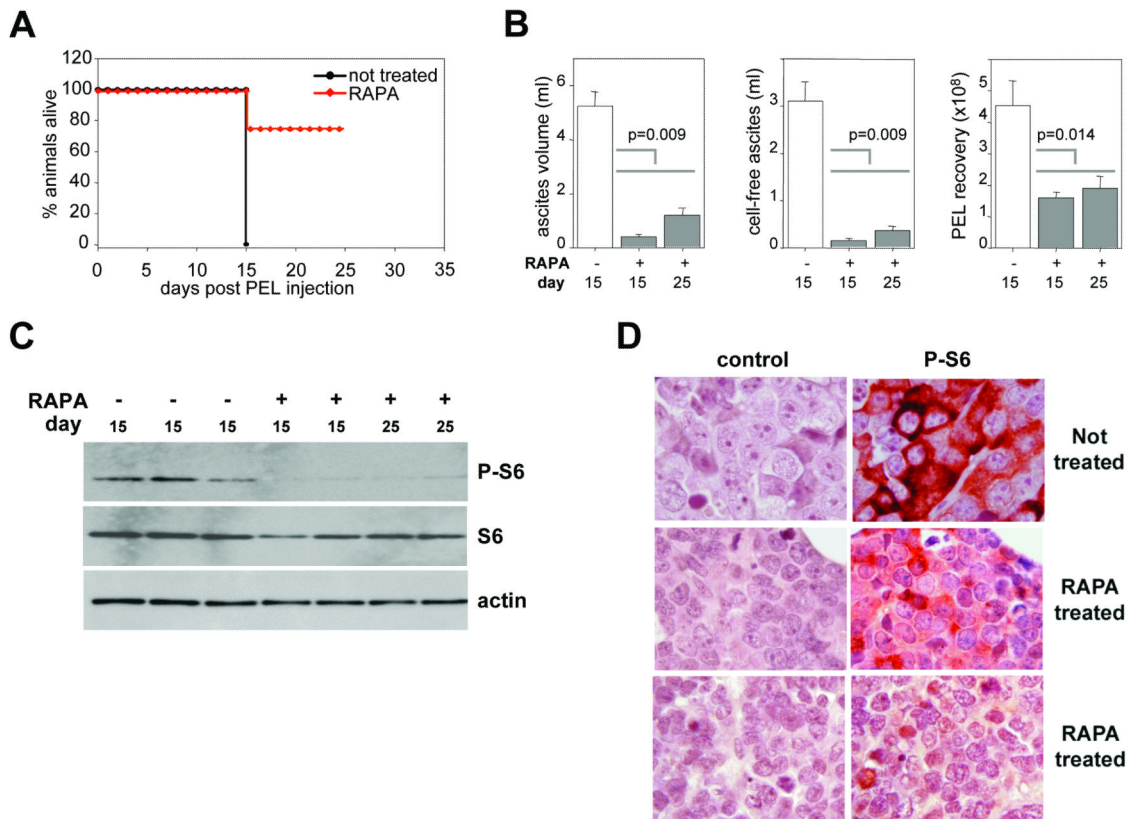 A
% animals alive
120
100
80
60
40
20
0
not treated
RAPA
0 5 10 15 20 25 30 35
days post PEL injection
B
ascites volume (ml)
6
4
2
0
p=0.009
RAPA - + +
day 15 15 25
cell-free ascites (ml)
3
2
1
0
p=0.009
- + +
15 15 25
PEL recovery (x10⁸)
5
4
3
2
1
0
p=0.014
- + +
15 15 25
C
RAPA - - - + + + +
day 15 15 15 15 15 25 25
P-S6
S6
actin
D
control P-S6
Not
treated
RAPA
treated
RAPA
treated